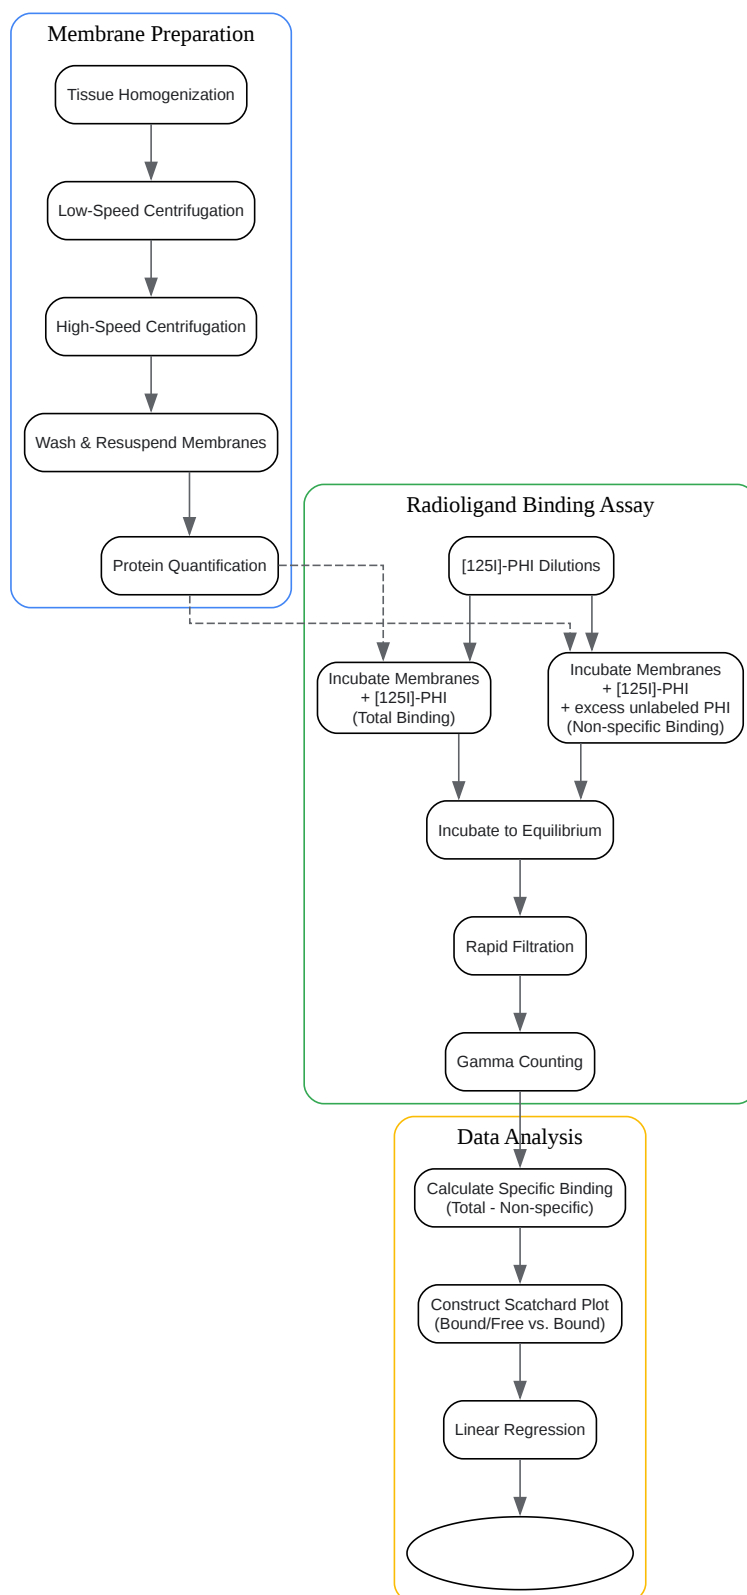 Membrane Preparation
Tissue Homogenization
Low-Speed Centrifugation
High-Speed Centrifugation
Wash & Resuspend Membranes
Protein Quantification
Radioligand Binding Assay
[125I]-PHI Dilutions
Incubate Membranes
+ [125I]-PHI
(Total Binding)
Incubate Membranes
+ [125I]-PHI
+ excess unlabeled PHI
(Non-specific Binding)
Incubate to Equilibrium
Rapid Filtration
Gamma Counting
Data Analysis
Calculate Specific Binding
(Total - Non-specific)
Construct Scatchard Plot
(Bound/Free vs. Bound)
Linear Regression